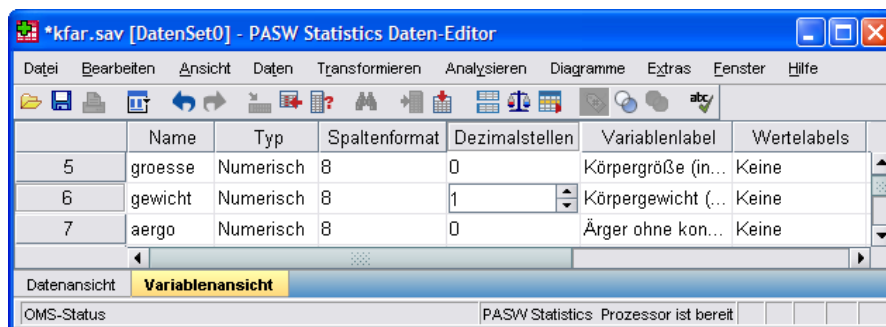 *kfar.sav [DatenSet0] - PASW Statistics Daten-Editor
Datei Bearbeiten Ansicht Daten Transformieren Analysieren Diagramme Extras Fenster Hilfe
Name Typ Spaltenformat Dezimalstellen Variablenlabel Wertelabels
5 groesse Numerisch 8 0 Körpergröße (in... Keine
6 gewicht Numerisch 8 1 Körpergewicht (... Keine
7 aergo Numerisch 8 0 Ärger ohne kon... Keine
Datenansicht Variablenansicht
OMS-Status PASW Statistics Prozessor ist bereit